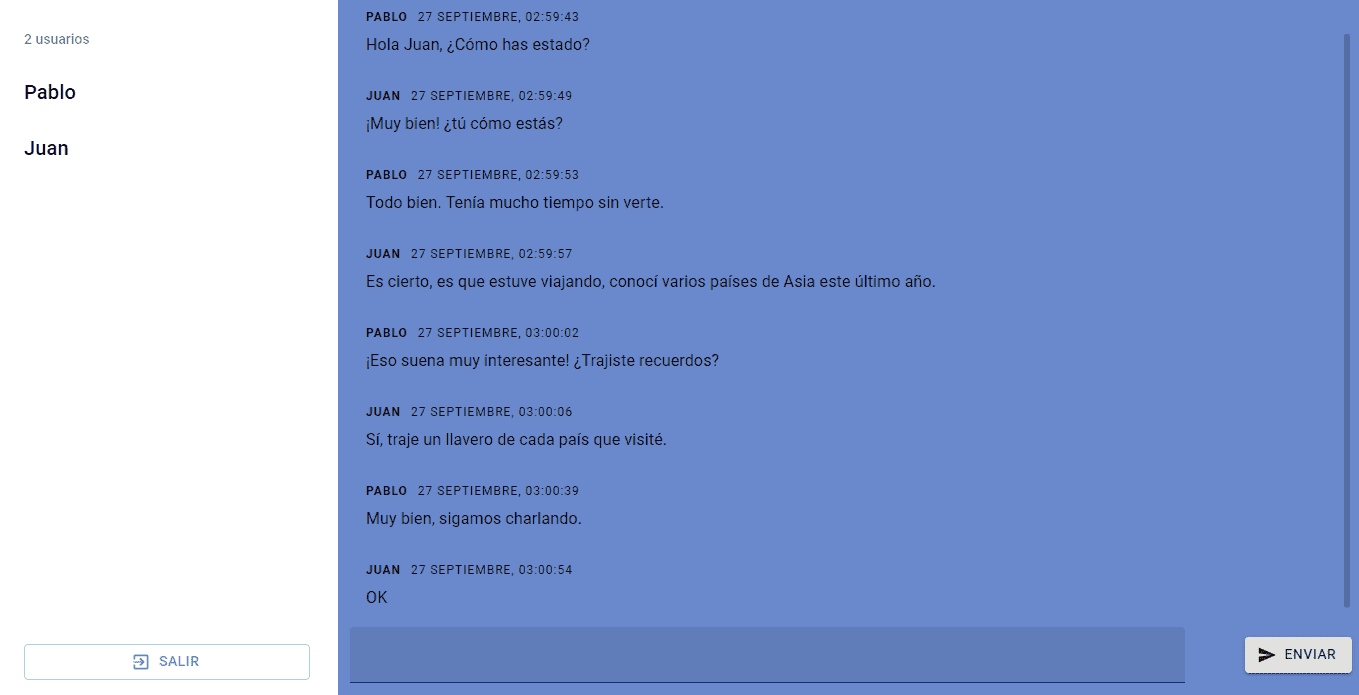 2 usuarios
Pablo
Juan
SALIR
PABLO 27 SEPTIEMBRE, 02:59:43
Hola Juan, ¿Cómo has estado?
JUAN 27 SEPTIEMBRE, 02:59:49
¡Muy bien! ¿tú cómo estás?
PABLO 27 SEPTIEMBRE, 02:59:53
Todo bien. Tenía mucho tiempo sin verte.
JUAN 27 SEPTIEMBRE, 02:59:57
Es cierto, es que estuve viajando, conocí varios países de Asia este último año.
PABLO 27 SEPTIEMBRE, 03:00:02
¡Eso suena muy interesante! ¿Trajiste recuerdos?
JUAN 27 SEPTIEMBRE, 03:00:06
Sí, traje un llavero de cada país que visité.
PABLO 27 SEPTIEMBRE, 03:00:39
Muy bien, sigamos charlando.
JUAN 27 SEPTIEMBRE, 03:00:54
OK
ENVIAR